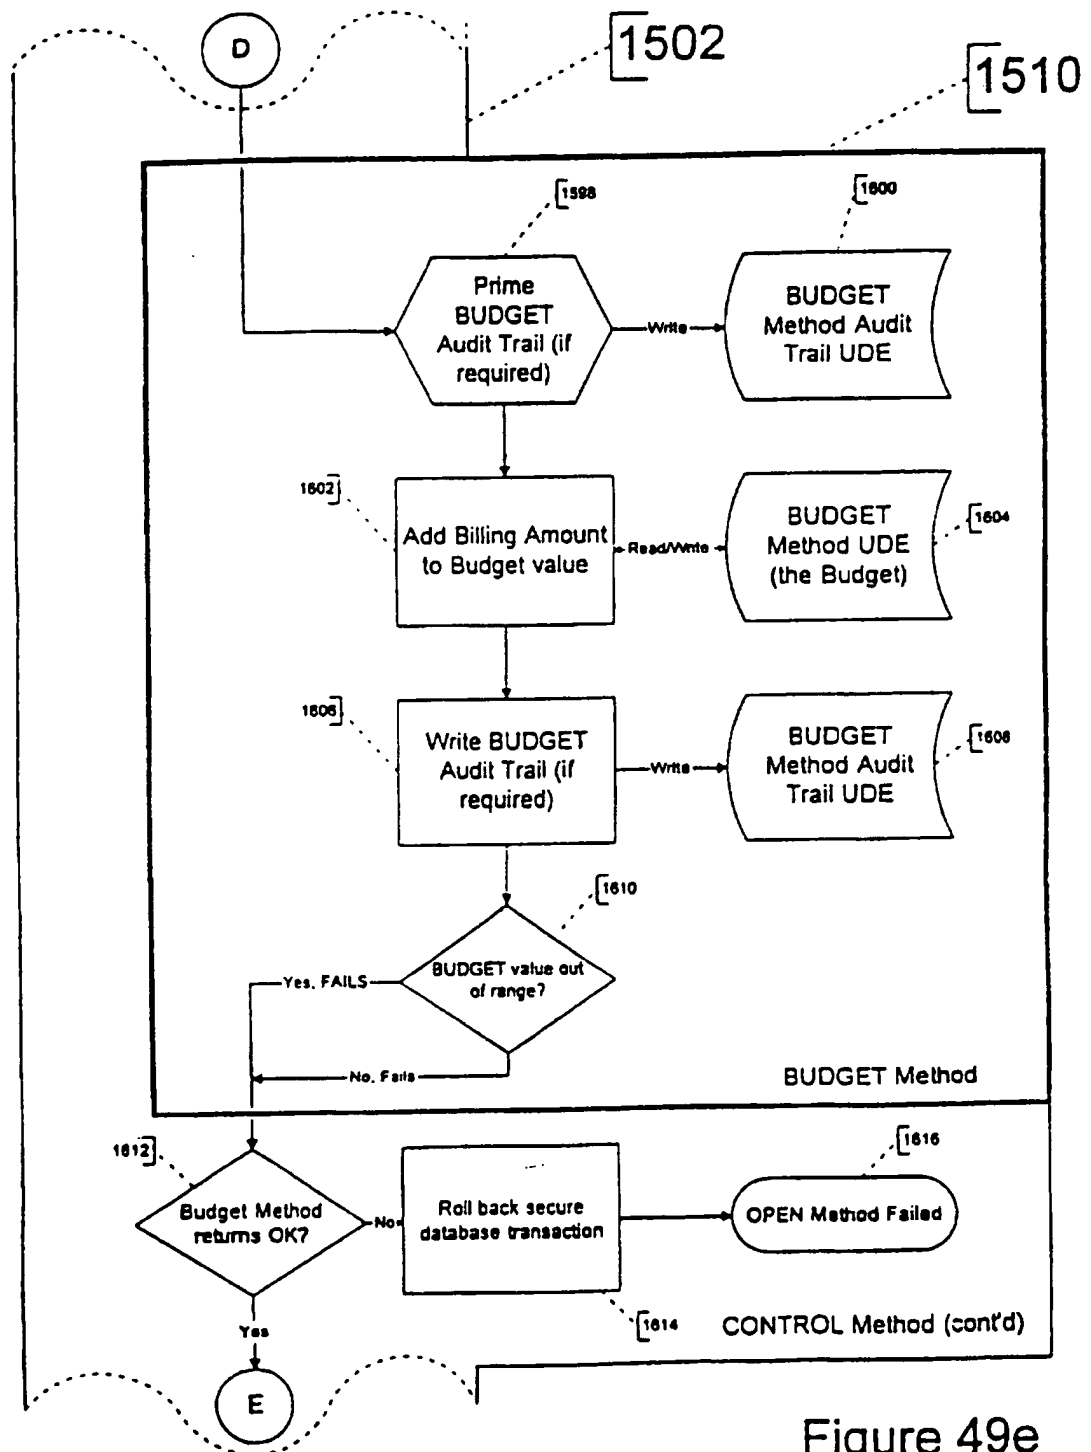 D
1502
1510
1598
1600
Prime
BUDGET
Audit Trail (if
required)
Write
BUDGET
Method Audit
Trail UDE
1602
Add Billing Amount
to Budget value
Read/Write
BUDGET
Method UDE
(the Budget)
1604
1606
Write BUDGET
Audit Trail (if
required)
Write
BUDGET
Method Audit
Trail UDE
1608
1610
BUDGET value out
of range?
Yes, FAILS
No, Fails
BUDGET Method
1612
Budget Method
returns OK?
No
Roll back secure
database transaction
1616
OPEN Method Failed
1614
CONTROL Method (cont'd)
Yes
E
Figure 49e